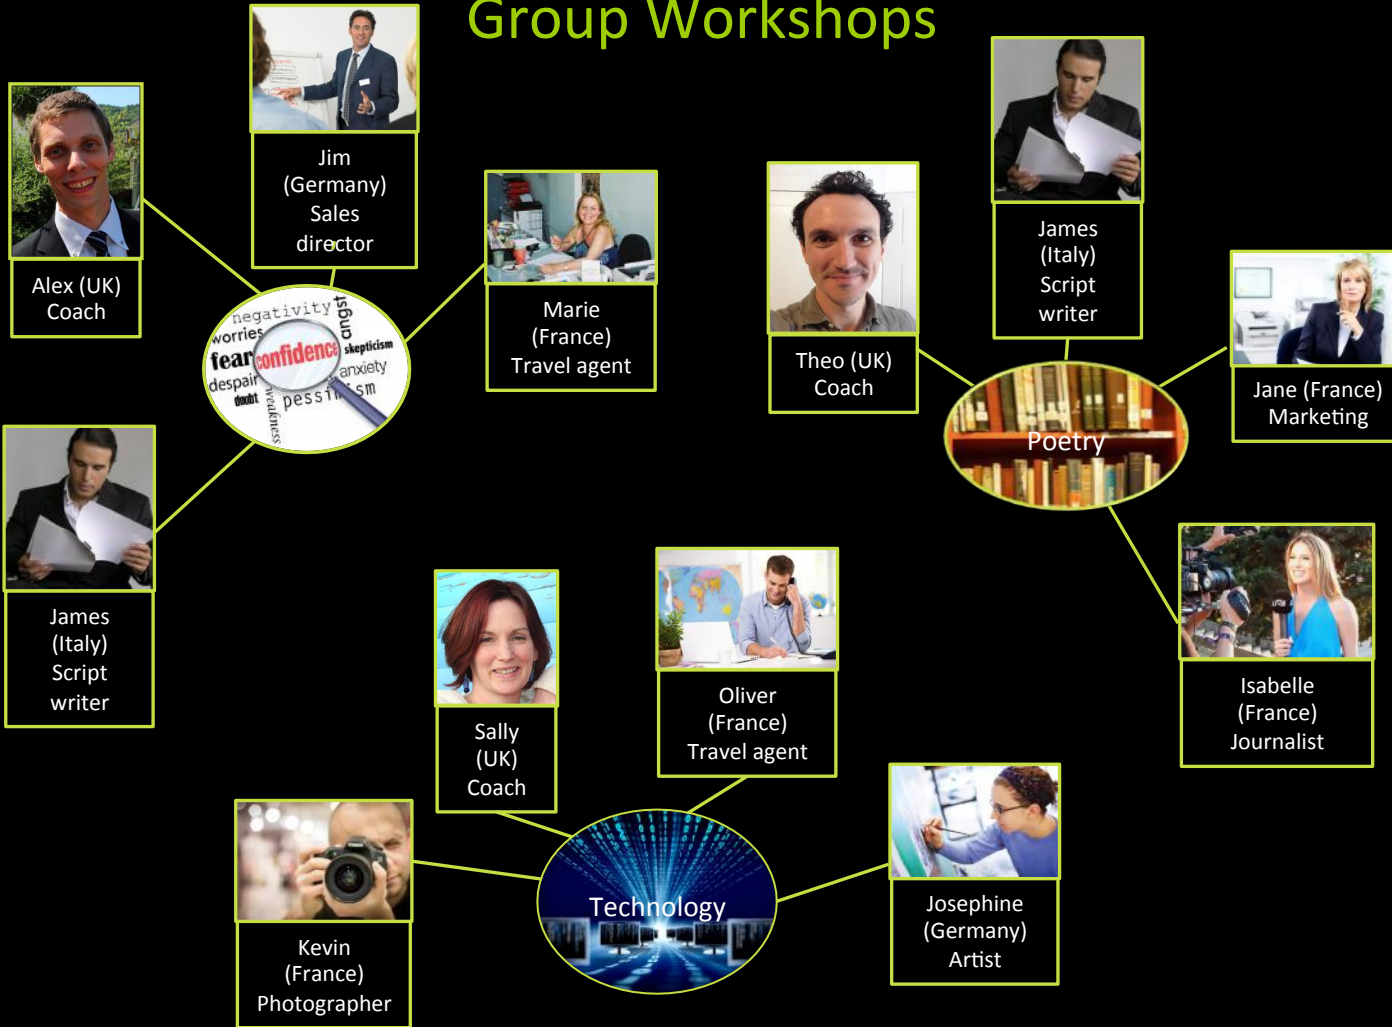 Group Workshops
Alex (UK)
Coach
Jim
(Germany)
Sales
director
Marie
(France)
Travel agent
negativity
angst
worries
fear
confidence
skepticism
despair
anxiety
doubt
pessimism
weakness
James
(Italy)
Script
writer
Theo (UK)
Coach
James
(Italy)
Script
writer
Jane (France)
Marketing
Poetry
Isabelle
(France)
Journalist
Sally
(UK)
Coach
Oliver
(France)
Travel agent
Kevin
(France)
Photographer
Technology
Josephine
(Germany)
Artist